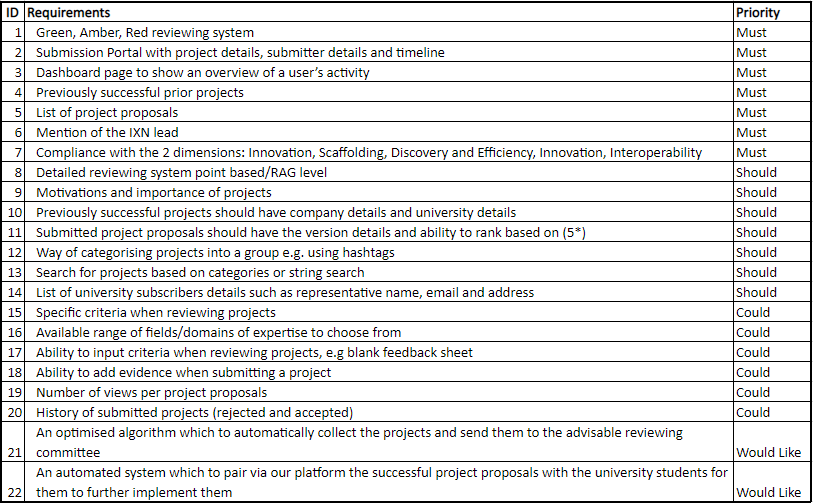 ID Requirements Priority
1 Green, Amber, Red reviewing system Must
2 Submission Portal with project details, submitter details and timeline Must
3 Dashboard page to show an overview of a user's activity Must
4 Previously successful prior projects Must
5 List of project proposals Must
6 Mention of the IXN lead Must
7 Compliance with the 2 dimensions: Innovation, Scaffolding, Discovery and Efficiency, Innovation, Interoperability Must
8 Detailed reviewing system point based/RAG level Should
9 Motivations and importance of projects Should
10 Previously successful projects should have company details and university details Should
11 Submitted project proposals should have the version details and ability to rank based on (5*) Should
12 Way of categorising projects into a group e.g. using hashtags Should
13 Search for projects based on categories or string search Should
14 List of university subscribers details such as representative name, email and address Should
15 Specific criteria when reviewing projects Could
16 Available range of fields/domains of expertise to choose from Could
17 Ability to input criteria when reviewing projects, e.g blank feedback sheet Could
18 Ability to add evidence when submitting a project Could
19 Number of views per project proposals Could
20 History of submitted projects (rejected and accepted) Could
An optimised algorithm which to automatically collect the projects and send them to the advisable reviewing
21 committee Would Like
An automated system which to pair via our platform the successful project proposals with the university students for
22 them to further implement them Would Like